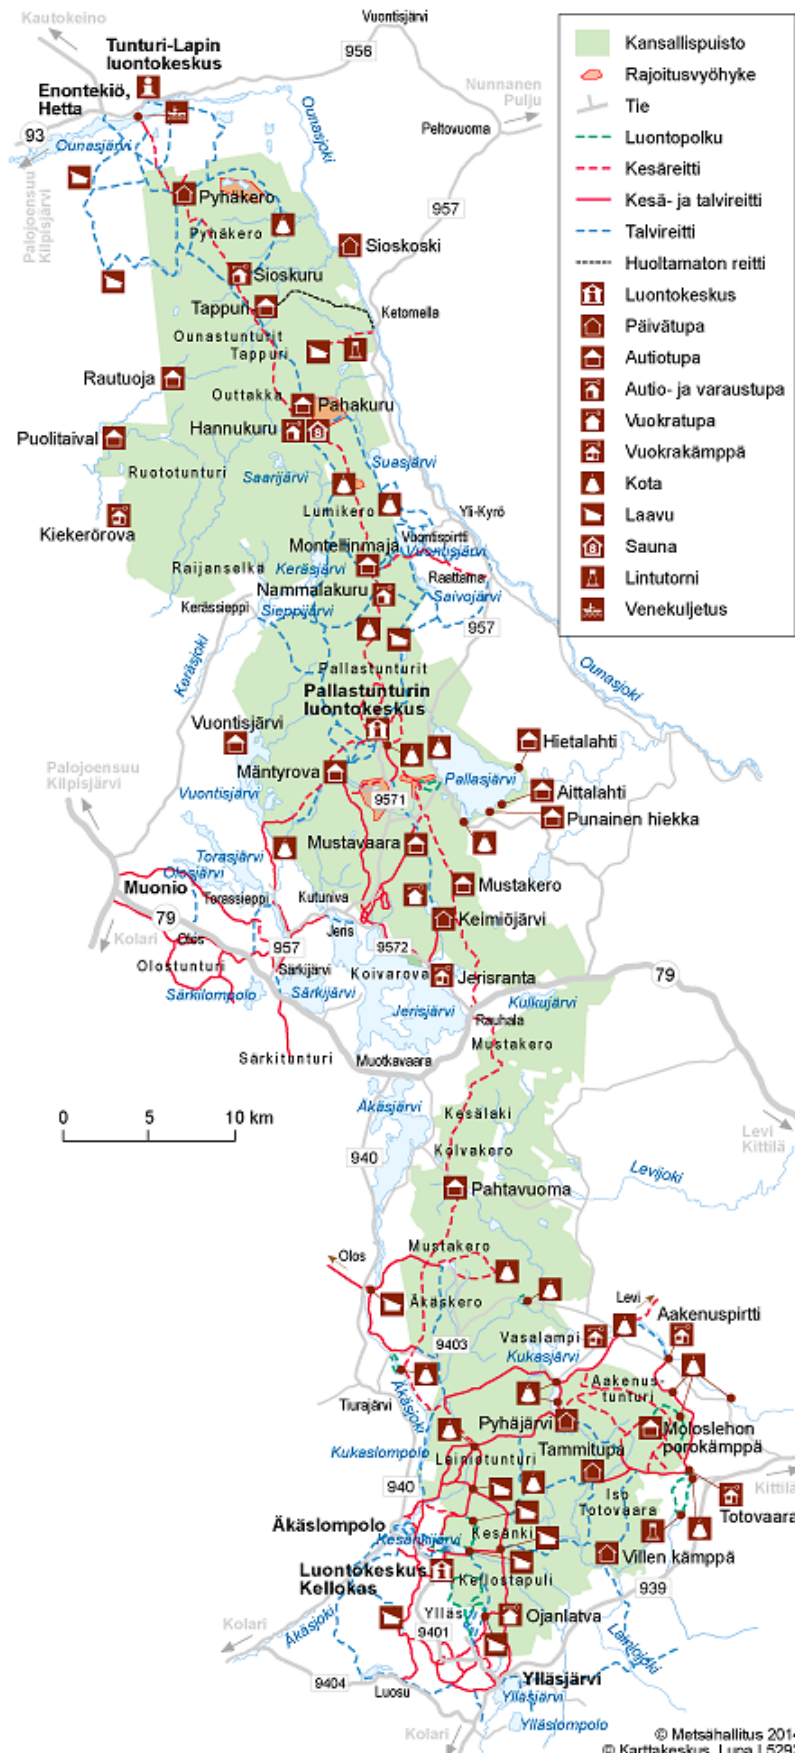 Kautokeino
Vuontisjärvi
956
Tunturi-Lapin
luontokeskus
Enontekiö,
Hetta
93
Ounasjärvi
Ounasjoki
Nunnanen
Pulju
Peltovuoma
Palojoensuu
Kilpisjärvi
957
Pyhäkero
Pyhäkero
Sioskoski
Sioskuru
Tappuri
Ketomella
Ounastunturit
Tappuri
Rautuoja
Outtakka
Pahakuru
Hannukuru
Puolitaival
Ruototunturi
Saarijärvi
Suasjärvi
Lumikero
Yli-Kyrö
Kiekerörova
Vuontispirtti
Vuontisjärvi
Montellinmaja
Raijanselkä
Keräsjärvi
Raattama
Nammalakuru
Saivojärvi
Kerässieppi
Sieppijärvi
957
Keräsjoki
Ounasjoki
Pallastunturit
Pallastunturin
luontokeskus
Vuontisjärvi
Hietalahti
Palojoensuu
Kilpisjärvi
Mäntyrova
Pallasjärvi
Aittalahti
Vuontisjärvi
9571
Punainen hiekka
Mustavaara
Torasjärvi
Olosjärvi
Muonio
Torassieppi
Kutuniva
Mustakero
79
Keimiöjärvi
Kolari
Olos
Jeris
957
9572
Olostunturi
Särkijärvi
Koivarova
Jerisranta
79
Särkilompolo
Särkijärvi
Jerisjärvi
Kulkujärvi
Rauhala
Mustakero
Särkitunturi
Muotkavaara
0 5 10 km
Äkäsjärvi
Kesälaki
Levi
Kittilä
940
Kolvakero
Levijoki
Pahtavuoma
Mustakero
Olos
Äkäskero
Levi
Aakenuspirtti
9403
Vasalampi
Kukasjärvi
Aakenus-
tunturi
Tiurajärvi
Äkäsjoki
Pyhäjärvi
Moloslehon
porokämppä
Kukaslompolo
Lainiotunturi
Tammitupa
Kittilä
940
Iso
Totovaara
Totovaara
Äkäslompolo
Kesänki
Kesänkijärvi
Villen kämppä
Luontokeskus
Kellokas
Kellostapuli
939
Ylläs
Ojanlatva
Kolari
Äkäsjoki
9401
Lainiojoki
9404
Luosu
Ylläsjärvi
Ylläsjärvi
Ylläslompolo
Kolari
© Metsähallitus 2014
Kansallispuisto
Rajoitusvyöhyke
Tie
Luontopolku
Kesäreitti
Kesä- ja talvireitti
Talvireitti
Huoltamaton reitti
Luontokeskus
Päivätupa
Autiotupa
Autio- ja varaustupa
Vuokratupa
Vuokrakämppä
Kota
Laavu
Sauna
Lintutorni
Venekuljetus